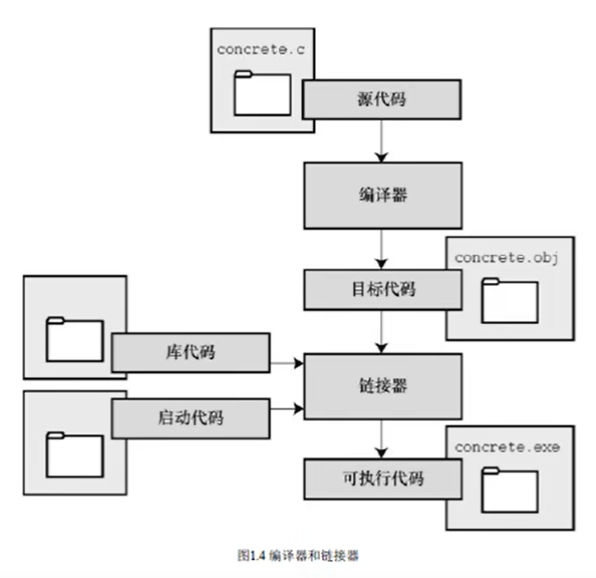 concrete.c
源代码
编译器
concrete.obj
目标代码
库代码
链接器
启动代码
concrete.exe
可执行代码
图1.4 编译器和链接器